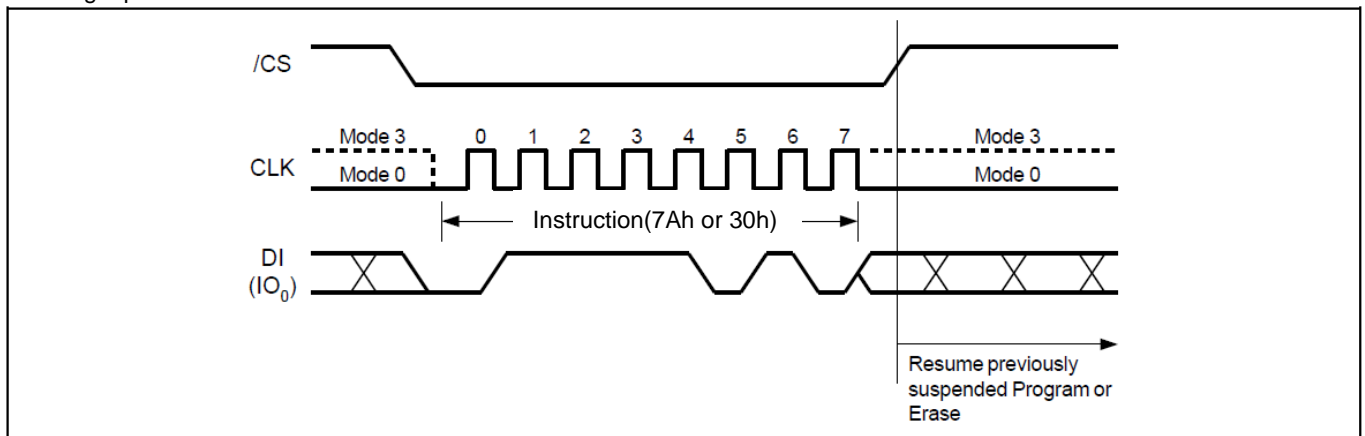 /CS
Mode 3 0 1 2 3 4 5 6 7 Mode 3
CLK
Mode 0 Mode 0
Instruction(7Ah or 30h)
DI
(IO0)
Resume previously
suspended Program or
Erase